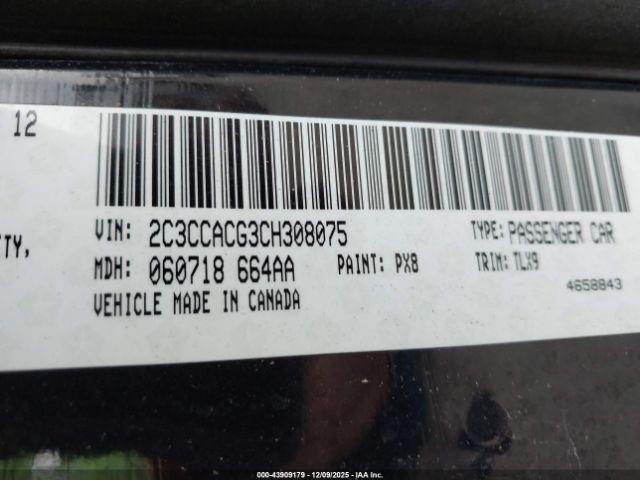 12
ITY,
VIN: 2C3CCACG3CH308075 TYPE: PASSENGER CAR
MDH: 060718 664AA PAINT: PX8 TRIM: TLX9
VEHICLE MADE IN CANADA 4658843
000-43909179 • 12/09/2025 • IAA Inc.